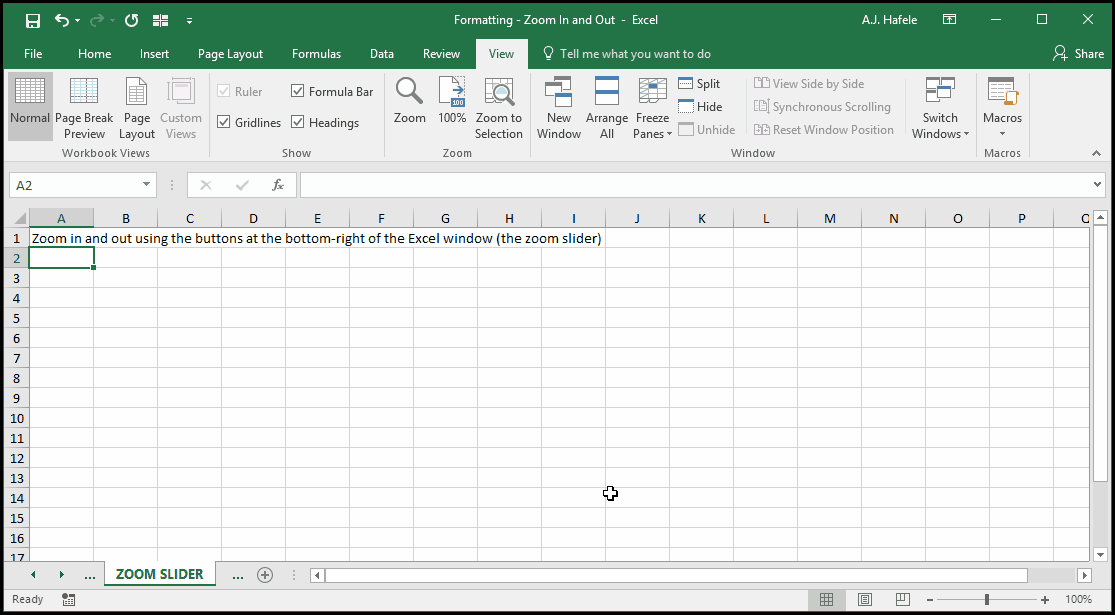 Formatting - Zoom In and Out - Excel
A.J. Hafele
File Home Insert Page Layout Formulas Data Review View Tell me what you want to do Share
Normal
Page Break Preview
Page Layout
Custom Views
Workbook Views
Ruler
Formula Bar
Gridlines
Headings
Show
Zoom
100
100%
Zoom to Selection
Zoom
New Window
Arrange All
Freeze Panes
Split
Hide
Unhide
View Side by Side
Synchronous Scrolling
Reset Window Position
Window
Switch Windows
Macros
Macros
A2
fx
A B C D E F G H I J K L M N O P Q
1 Zoom in and out using the buttons at the bottom-right of the Excel window (the zoom slider)
2
3
4
5
6
7
8
9
10
11
12
13
14
15
16
17
... ZOOM SLIDER ...
Ready
100%